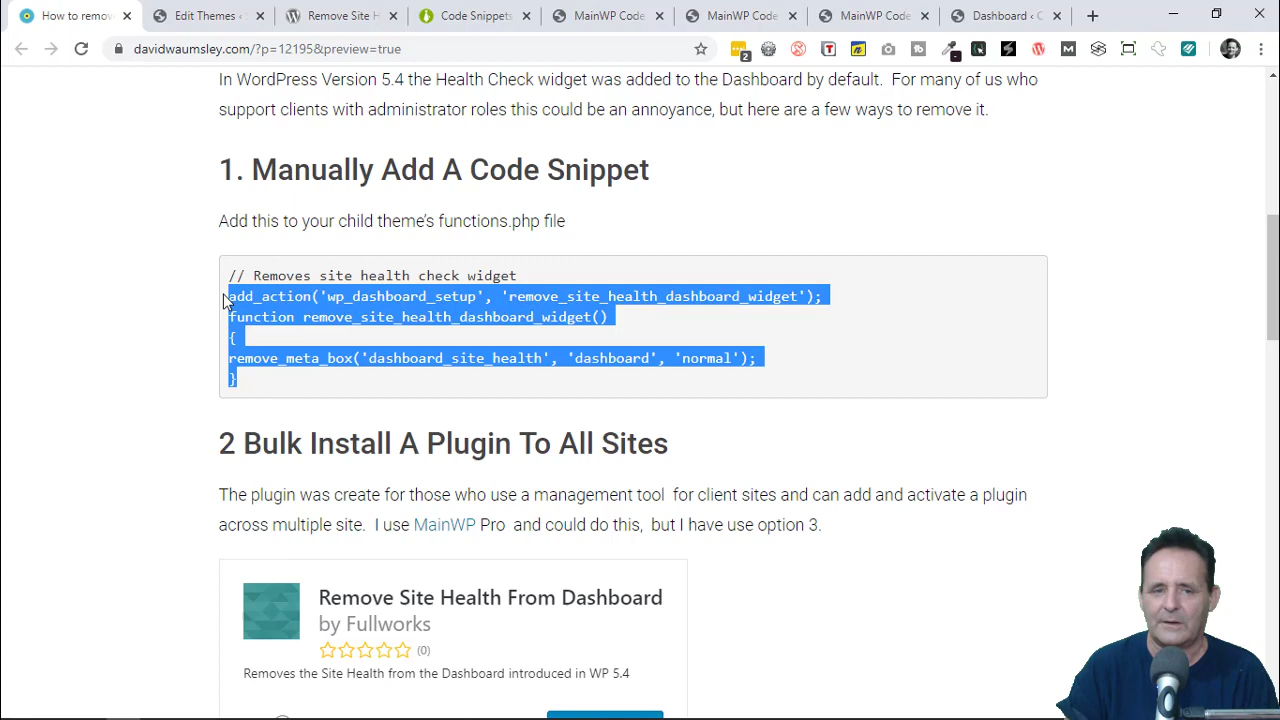 How to remov
Edit Themes ‹
Remove Site H
Code Snippets
MainWP Code
MainWP Code
MainWP Code
Dashboard ‹ C
davidwaumsley.com/?p=12195&preview=true
2
In WordPress Version 5.4 the Health Check widget was added to the Dashboard by default. For many of us who
support clients with administrator roles this could be an annoyance, but here are a few ways to remove it.
1. Manually Add A Code Snippet
Add this to your child theme's functions.php file
// Removes site health check widget
add_action('wp_dashboard_setup', 'remove_site_health_dashboard_widget');
function remove_site_health_dashboard_widget()
{
remove_meta_box('dashboard_site_health', 'dashboard', 'normal');
}
2 Bulk Install A Plugin To All Sites
The plugin was create for those who use a management tool for client sites and can add and activate a plugin
across multiple site. I use MainWP Pro and could do this, but I have use option 3.
Remove Site Health From Dashboard
by Fullworks
(0)
Removes the Site Health from the Dashboard introduced in WP 5.4